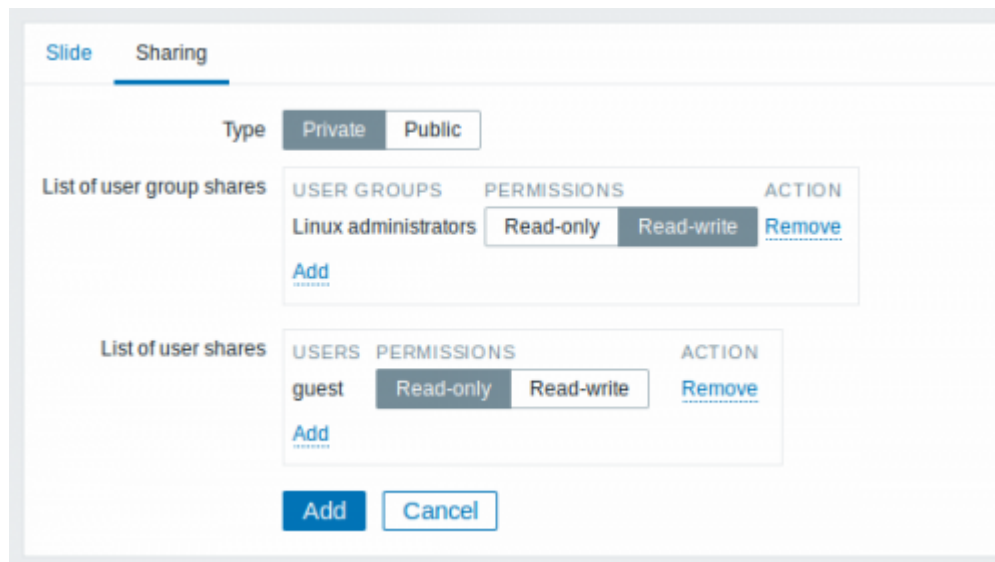 Slide Sharing
Type Private Public
List of user group shares USER GROUPS PERMISSIONS ACTION
Linux administrators Read-only Read-write Remove
Add
List of user shares USERS PERMISSIONS ACTION
guest Read-only Read-write Remove
Add
Add Cancel